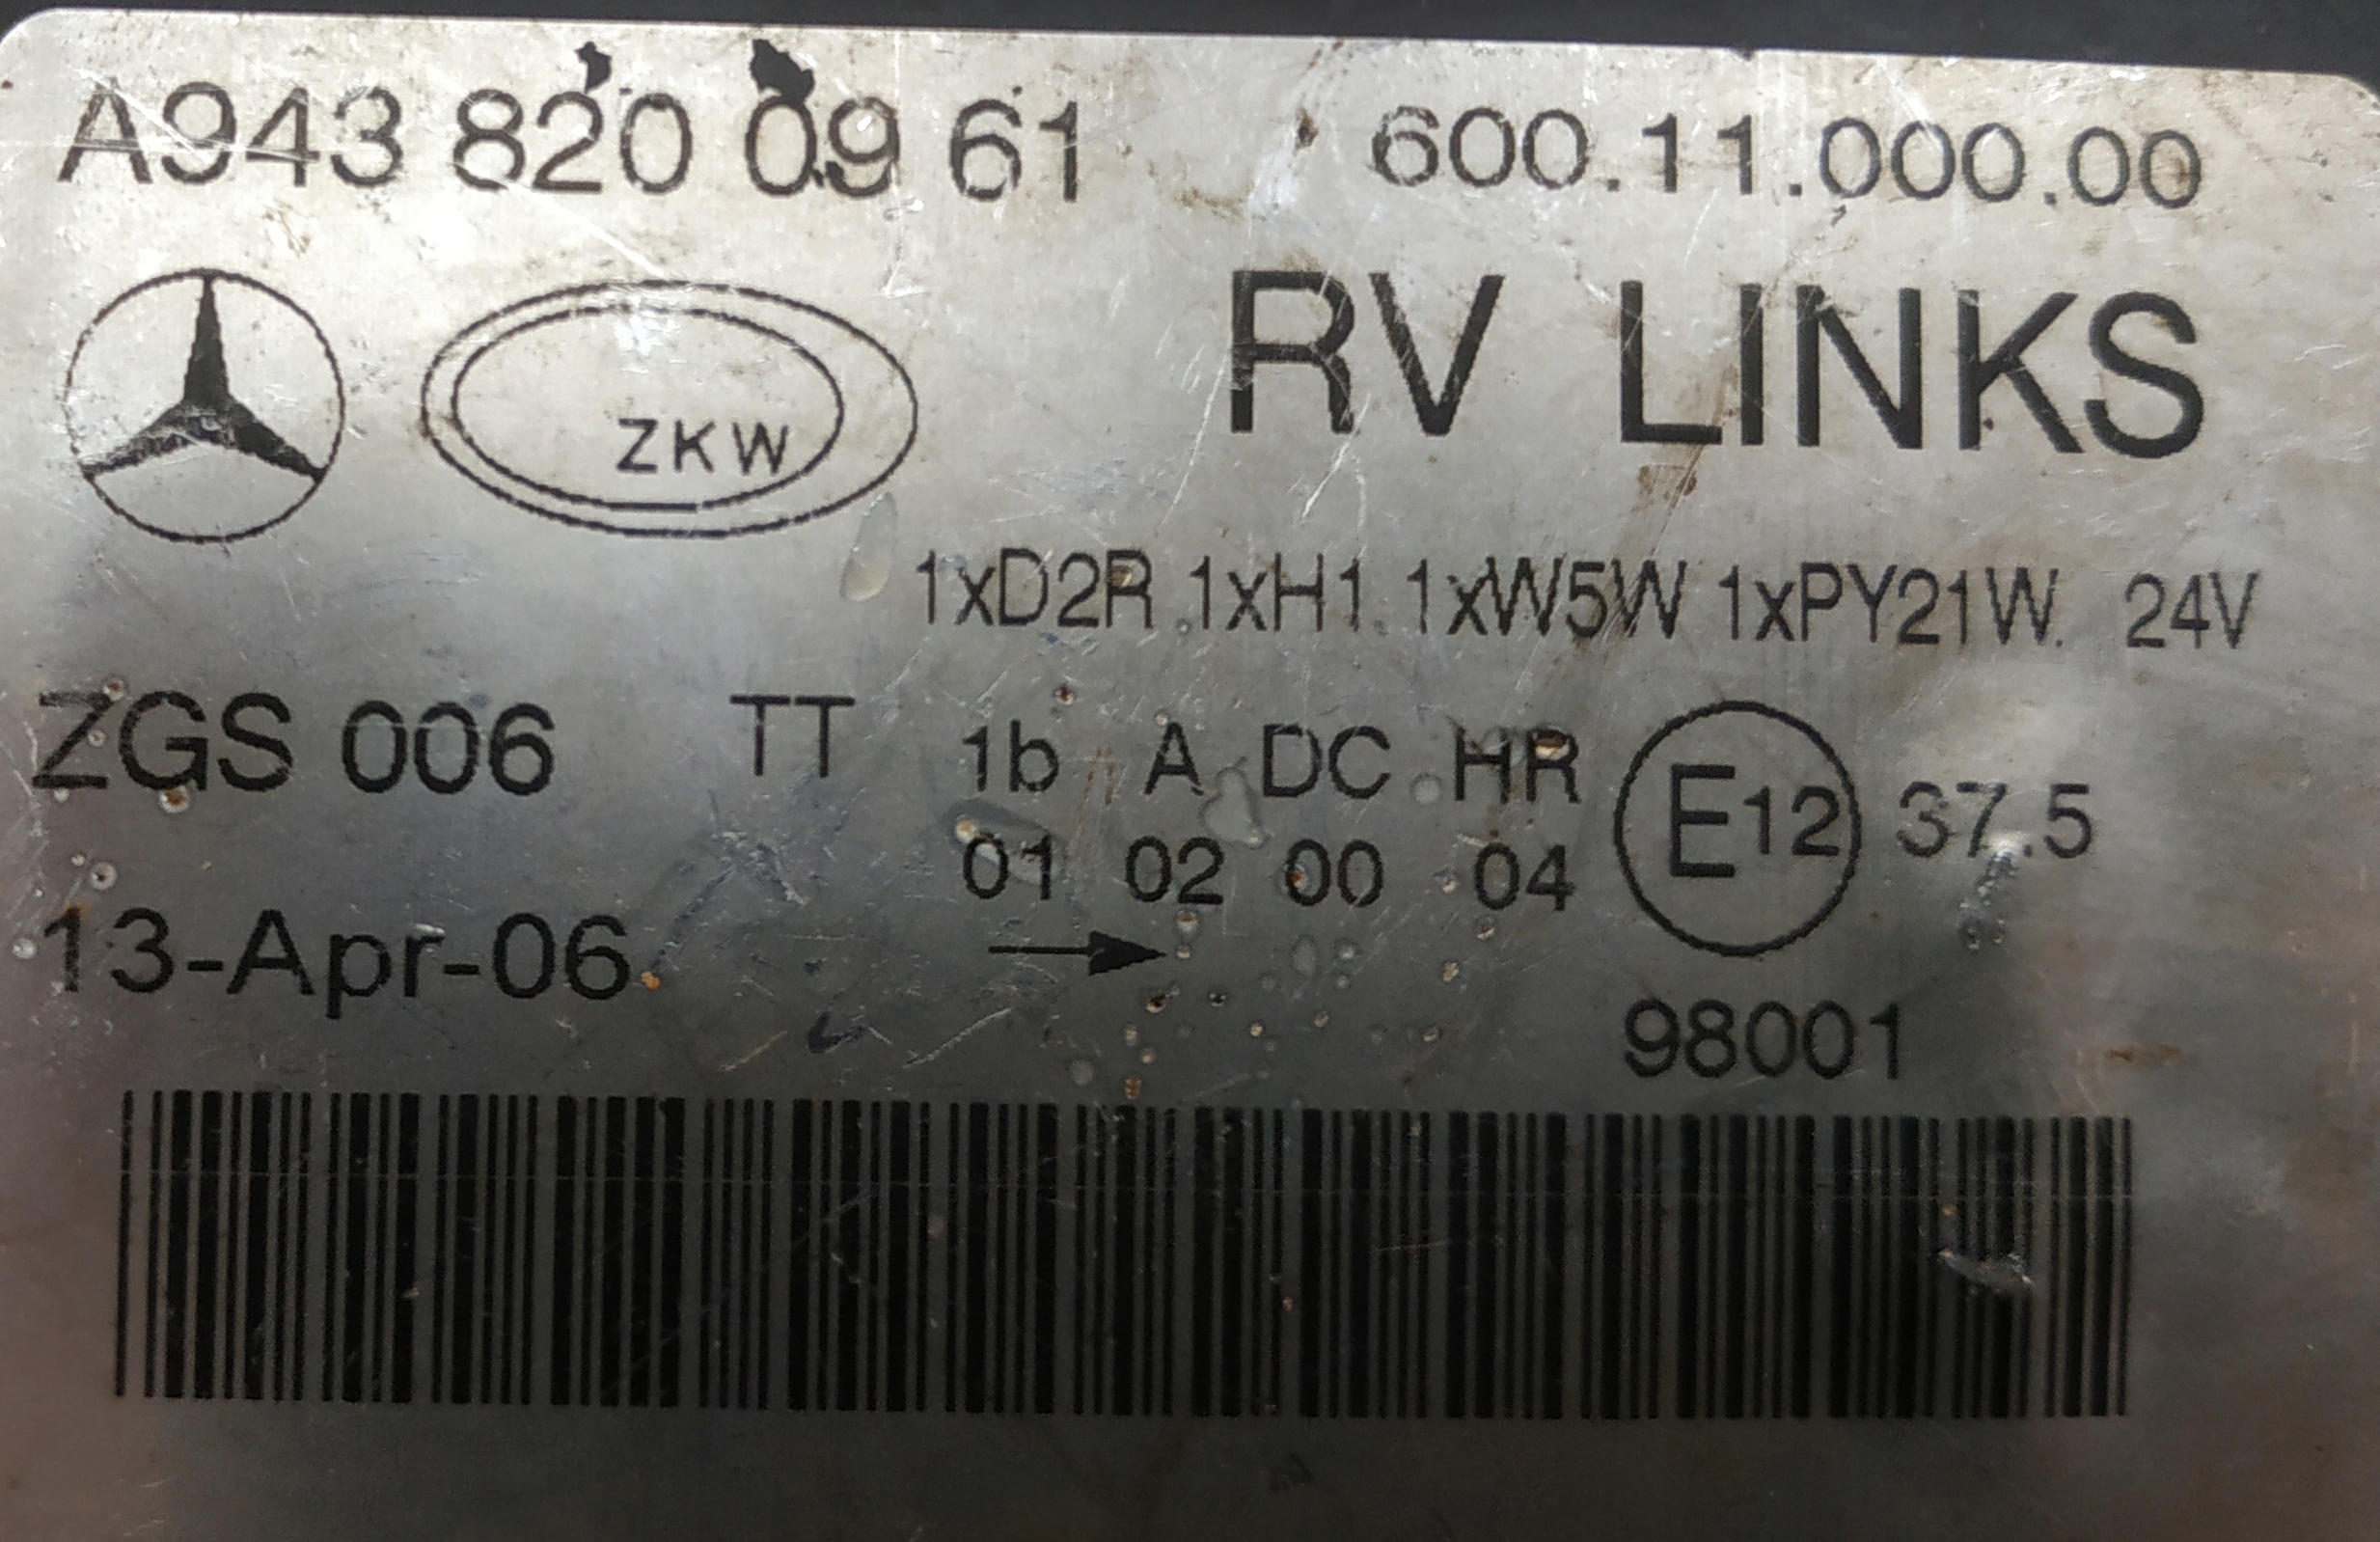 A943 820 09 61 600.11.000.00
ZKW RV LINKS
1xD2R 1xH1 1xW5W 1xPY21W 24V
ZGS 006 TT 1b A DC HR E12 37.5
01 02 00 04
13-Apr-06
98001